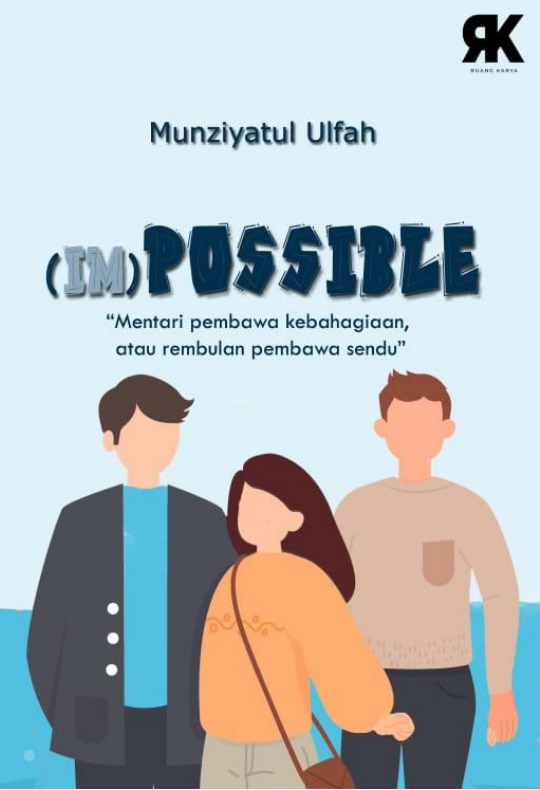 RK
RUANG KARYA
Munziyatul Ulfah
(IM)POSSIBLE
“Mentari pembawa kebahagiaan,
atau rembulan pembawa sendu”